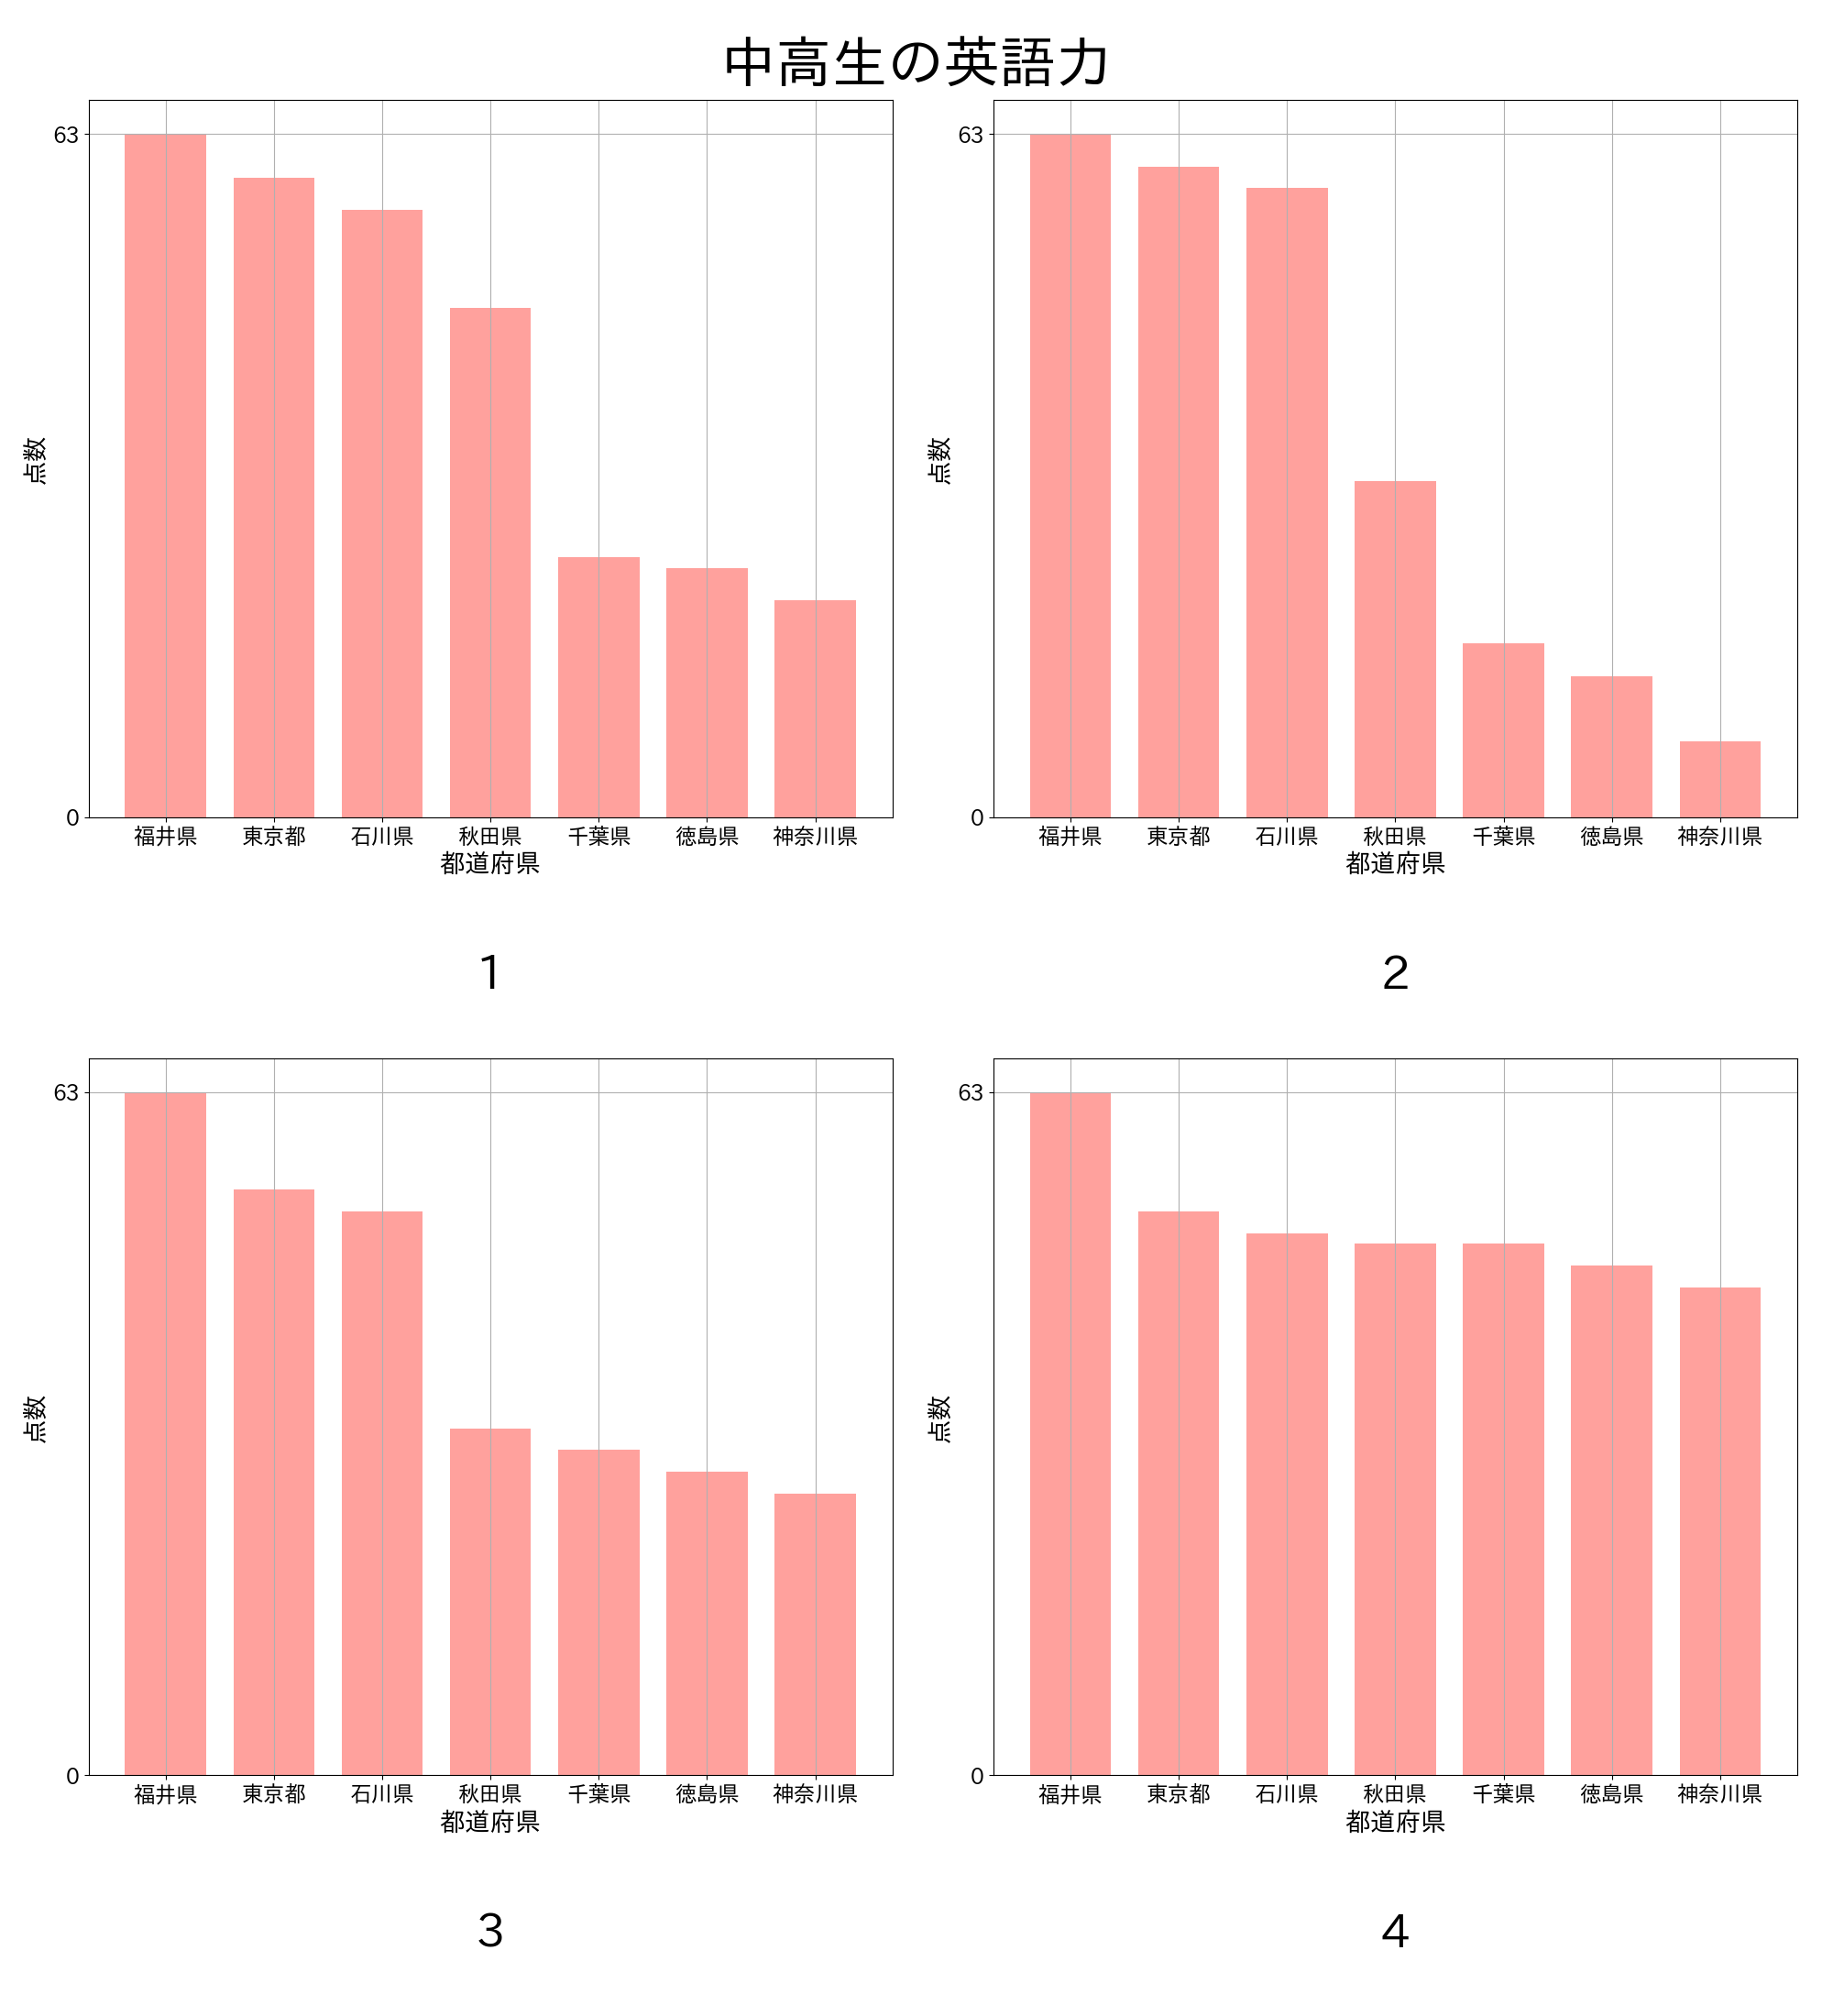 中高生の英語力
63
0
点数
福井県 東京都 石川県 秋田県 千葉県 徳島県 神奈川県
都道府県
1
63
0
点数
福井県 東京都 石川県 秋田県 千葉県 徳島県 神奈川県
都道府県
2
63
0
点数
福井県 東京都 石川県 秋田県 千葉県 徳島県 神奈川県
都道府県
3
63
0
点数
福井県 東京都 石川県 秋田県 千葉県 徳島県 神奈川県
都道府県
4